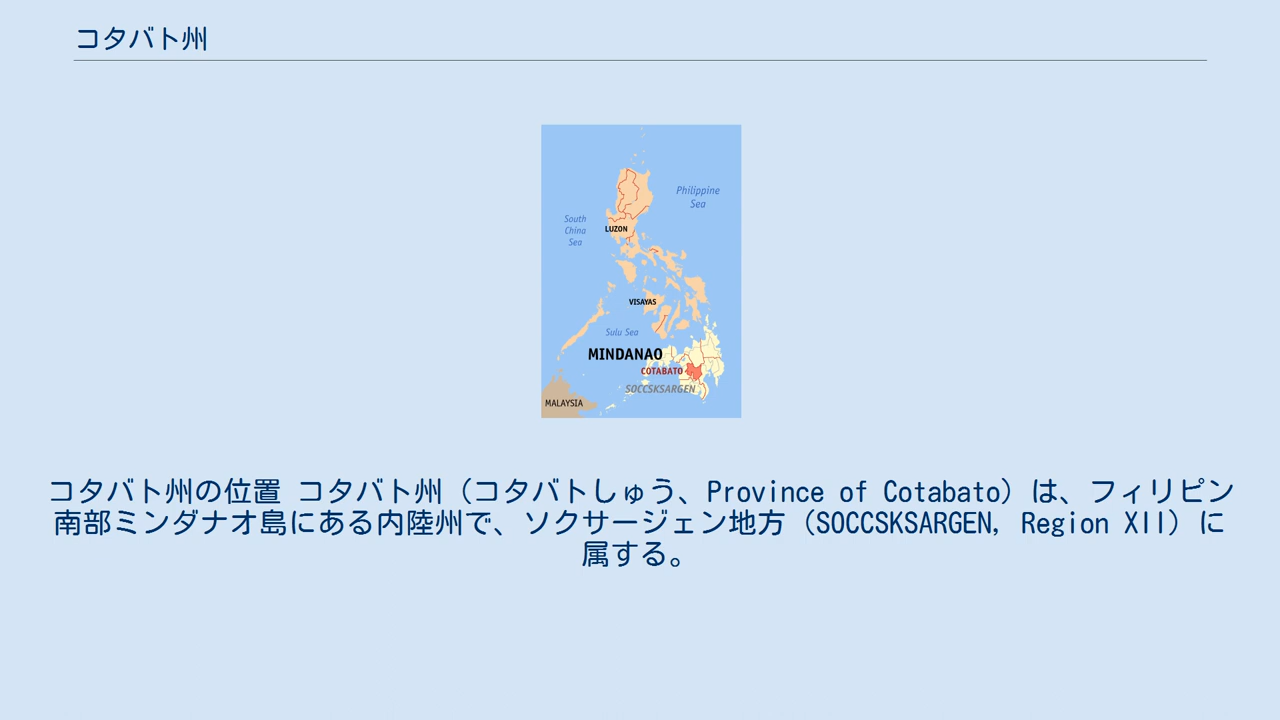 コタバト州
Philippine
Sea
South
China
Sea
LUZON
VISAYAS
Sulu Sea
MINDANAO
COTABATO
SOCCSKSARGEN
MALAYSIA
コタバト州の位置 コタバト州（コタバトしゅう、Province of Cotabato）は、フィリピン
南部ミンダナオ島にある内陸州で、ソクサージェン地方（SOCCSKSARGEN, Region XII）に
属する。